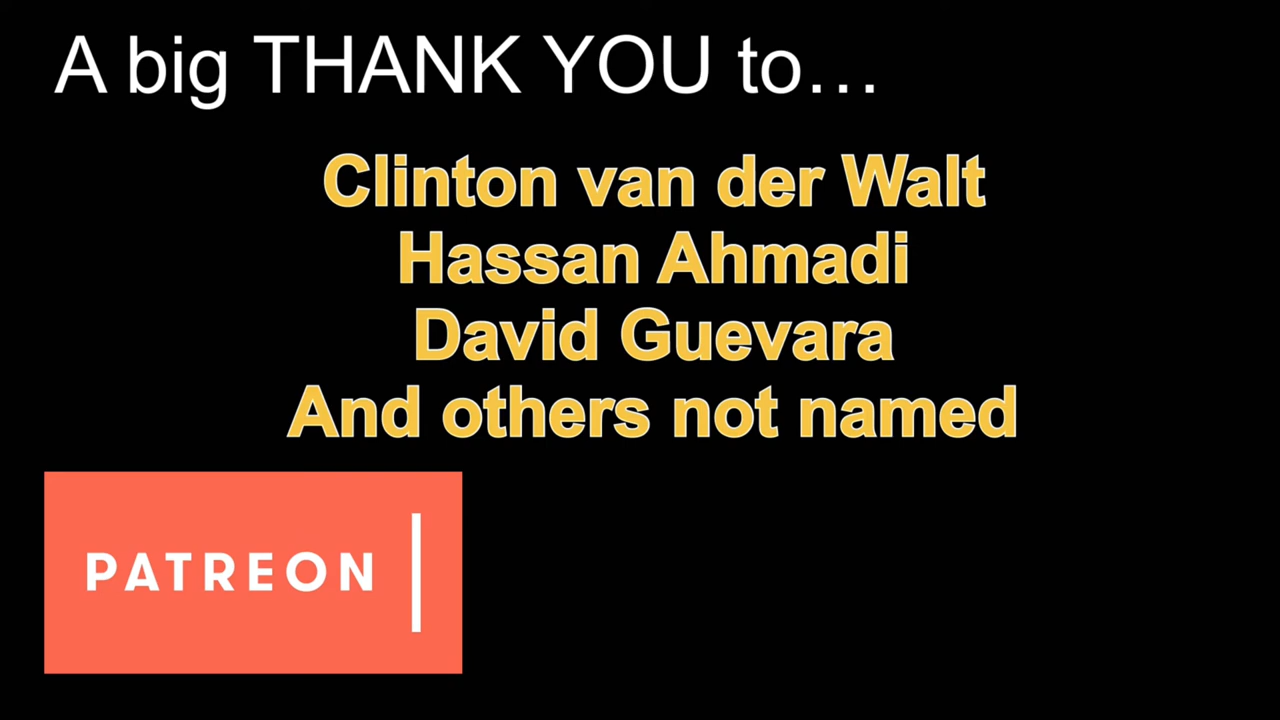 A big THANK YOU to…
Clinton van der Walt
Hassan Ahmadi
David Guevara
And others not named
PATREON